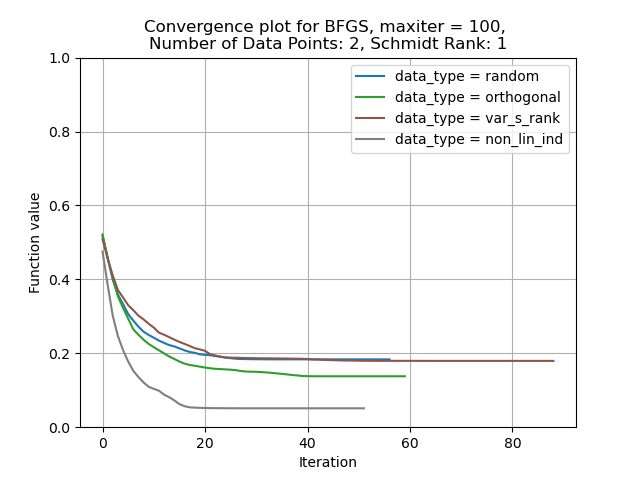 Convergence plot for BFGS, maxiter = 100,
Number of Data Points: 2, Schmidt Rank: 1
data_type = random
data_type = orthogonal
data_type = var_s_rank
data_type = non_lin_ind
Function value
1.0
0.8
0.6
0.4
0.2
0.0
0 20 40 60 80
Iteration